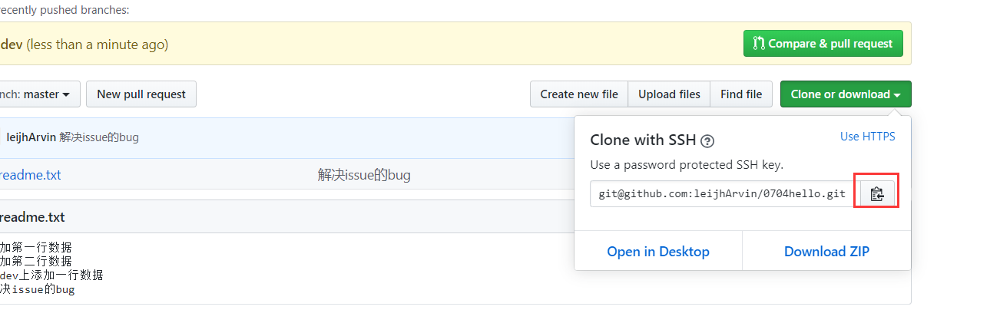 recently pushed branches:
dev (less than a minute ago)
Compare & pull request
nch: master
New pull request
Create new file
Upload files
Find file
Clone or download
leijhArvin 解决issue的bug
readme.txt
解决issue的bug
Clone with SSH
Use HTTPS
Use a password protected SSH key.
git@github.com:leijhArvin/0704hello.git
Open in Desktop
Download ZIP
readme.txt
加第一行数据
加第二行数据
dev上添加一行数据
决issue的bug